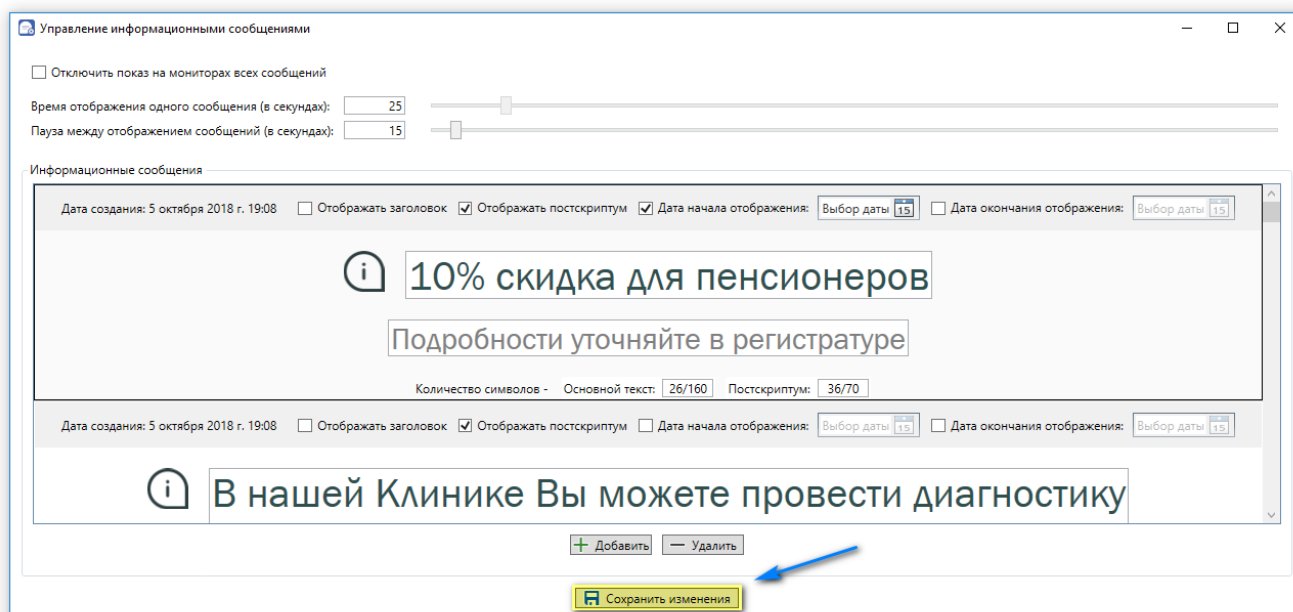 Управление информационными сообщениями
Отключить показ на мониторах всех сообщений
Время отображения одного сообщения (в секундах): 25
Пауза между отображением сообщений (в секундах): 15
Информационные сообщения
Дата создания: 5 октября 2018 г. 19:08 Отображать заголовок Отображать постскриптум Дата начала отображения: Выбор даты 15 Дата окончания отображения: Выбор даты 15
10% скидка для пенсионеров
Подробности уточняйте в регистратуре
Количество символов - Основной текст: 26/160 Постскриптум: 36/70
Дата создания: 5 октября 2018 г. 19:08 Отображать заголовок Отображать постскриптум Дата начала отображения: Выбор даты 15 Дата окончания отображения: Выбор даты 15
В нашей Клинике Вы можете провести диагностику
Добавить Удалить
Сохранить изменения